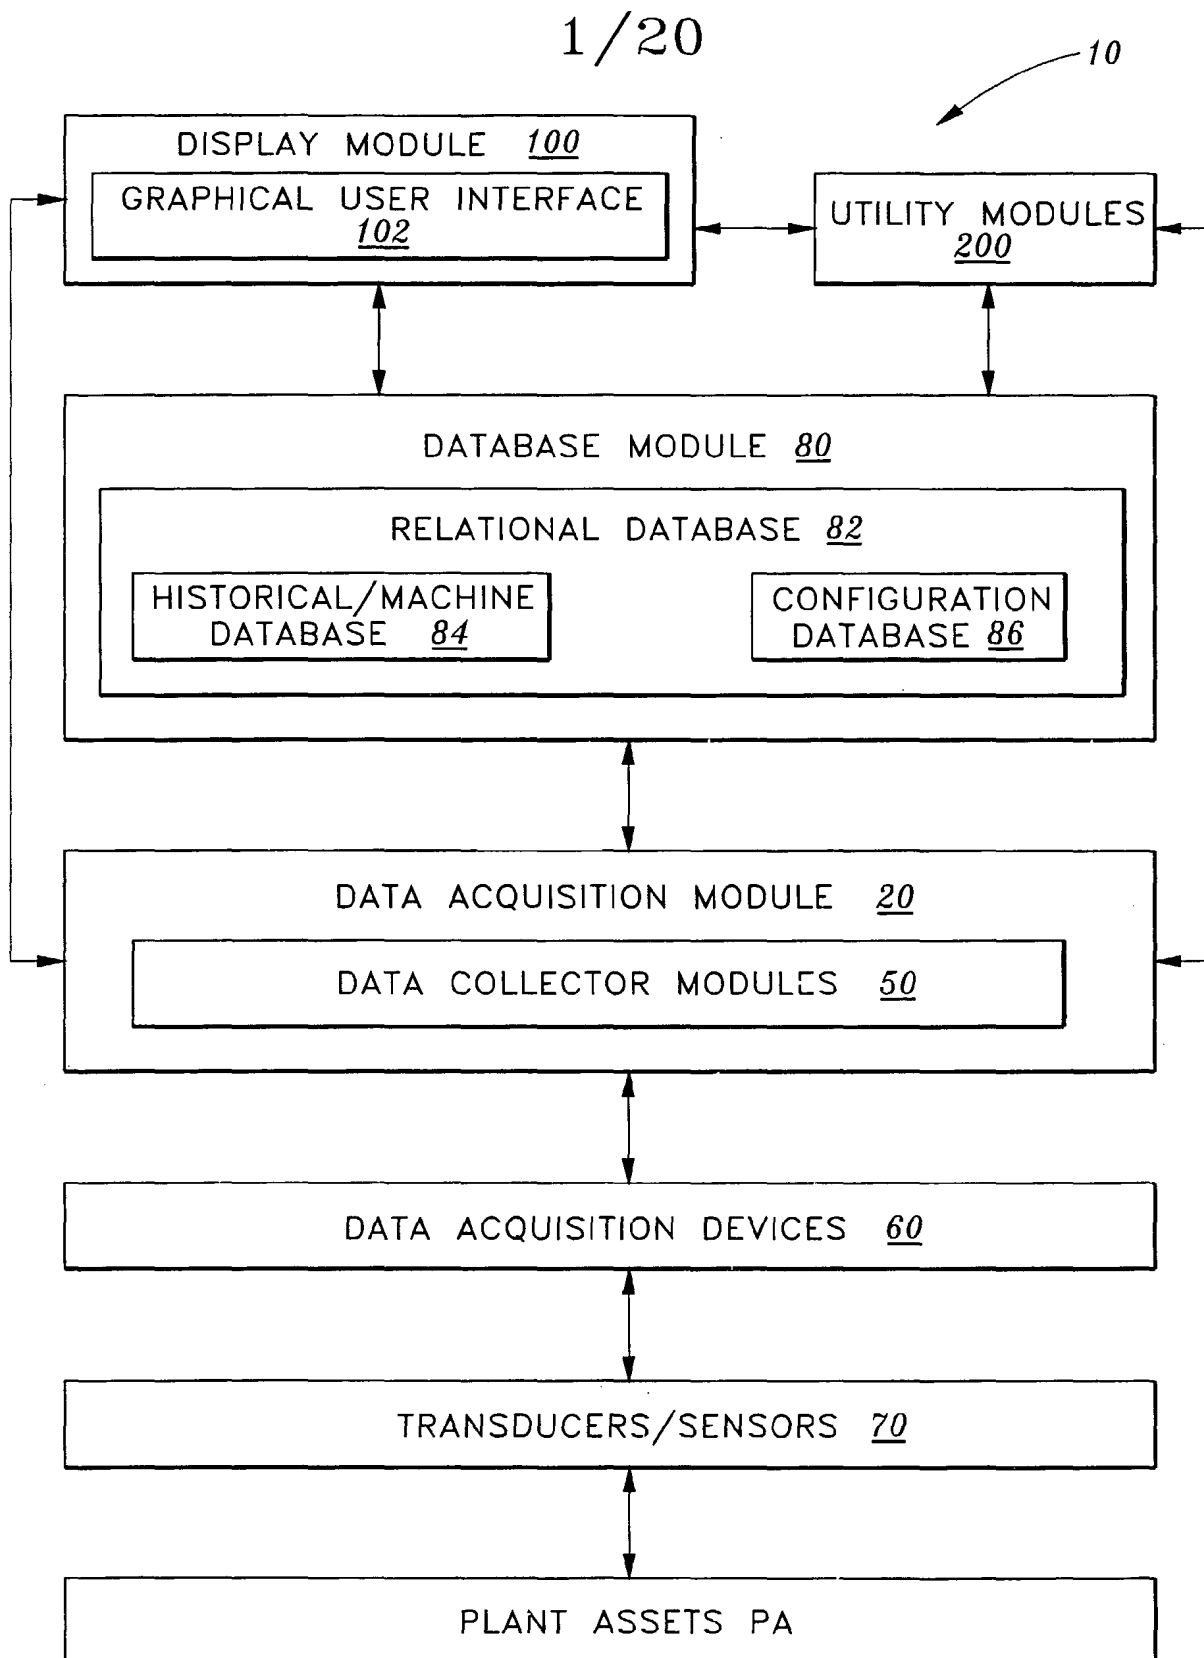 1/20
10
DISPLAY MODULE 100
GRAPHICAL USER INTERFACE
102
UTILITY MODULES
200
DATABASE MODULE 80
RELATIONAL DATABASE 82
HISTORICAL/MACHINE
DATABASE 84
CONFIGURATION
DATABASE 86
DATA ACQUISITION MODULE 20
DATA COLLECTOR MODULES 50
DATA ACQUISITION DEVICES 60
TRANSDUCERS/SENSORS 70
PLANT ASSETS PA